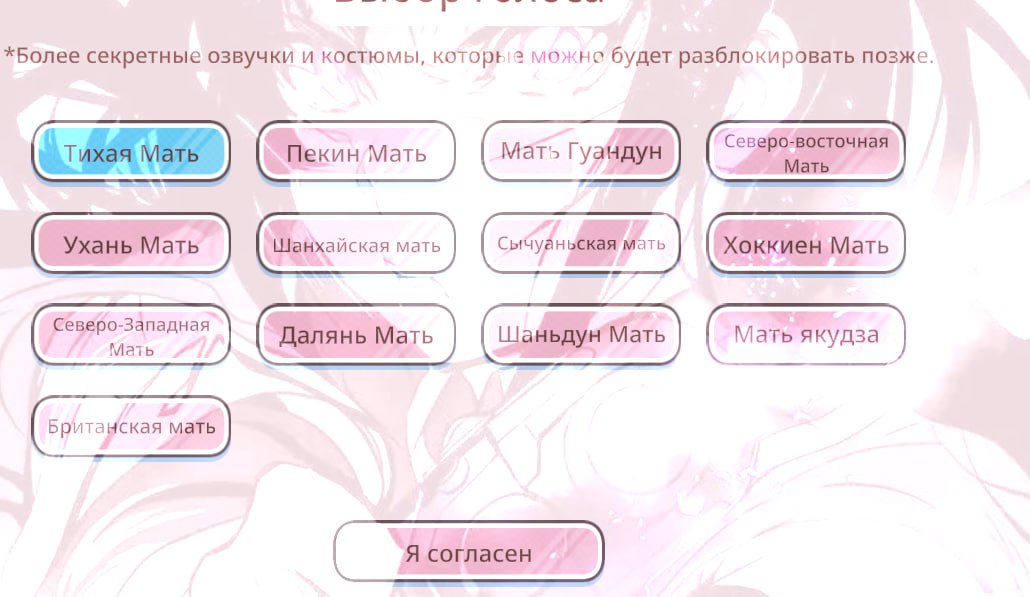 Выбор голоса
*Более секретные озвучки и костюмы, которые можно будет разблокировать позже.
Тихая Мать
Пекин Мать
Мать Гуандун
Северо-восточная
Мать
Ухань Мать
Шанхайская мать
Сычуаньская мать
Хоккиен Мать
Северо-Западная
Мать
Далянь Мать
Шаньдун Мать
Мать якудза
Британская мать
Я согласен